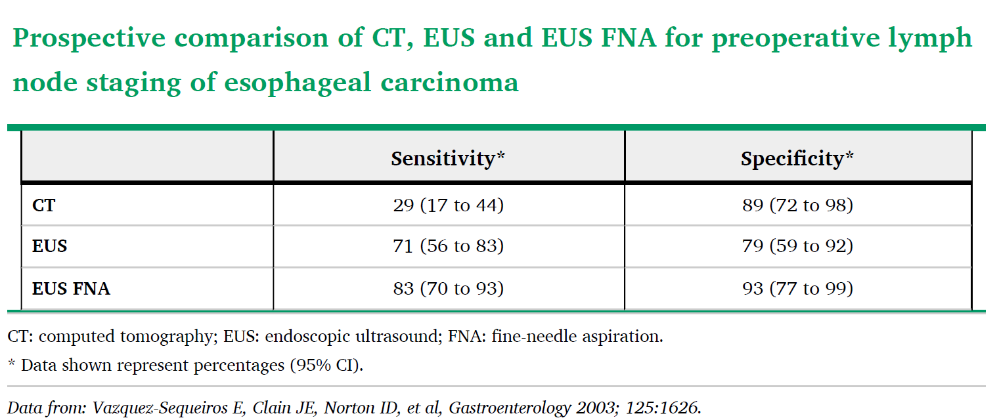 Prospective comparison of CT, EUS and EUS FNA for preoperative lymph
node staging of esophageal carcinoma
Sensitivity* Specificity*
CT 29 (17 to 44) 89 (72 to 98)
EUS 71 (56 to 83) 79 (59 to 92)
EUS FNA 83 (70 to 93) 93 (77 to 99)
CT: computed tomography; EUS: endoscopic ultrasound; FNA: fine-needle aspiration.
* Data shown represent percentages (95% CI).
Data from: Vazquez-Sequeiros E, Clain JE, Norton ID, et al, Gastroenterology 2003; 125:1626.